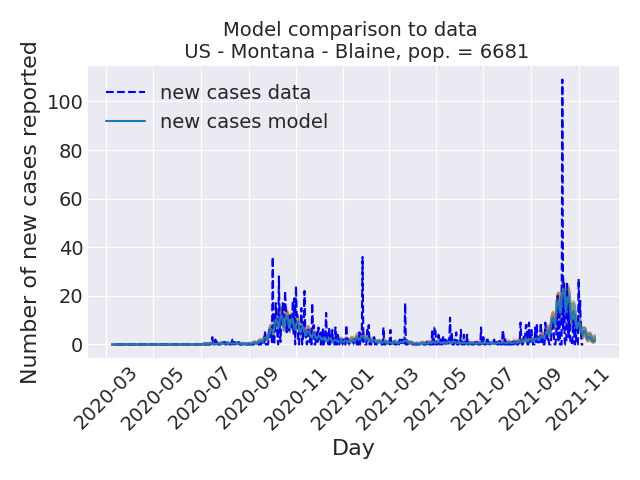 Model comparison to data
US - Montana - Blaine, pop. = 6681
Number of new cases reported
100
80
60
40
20
0
new cases data
new cases model
2020-03
2020-05
2020-07
2020-09
2020-11
2021-01
2021-03
2021-05
2021-07
2021-09
2021-11
Day